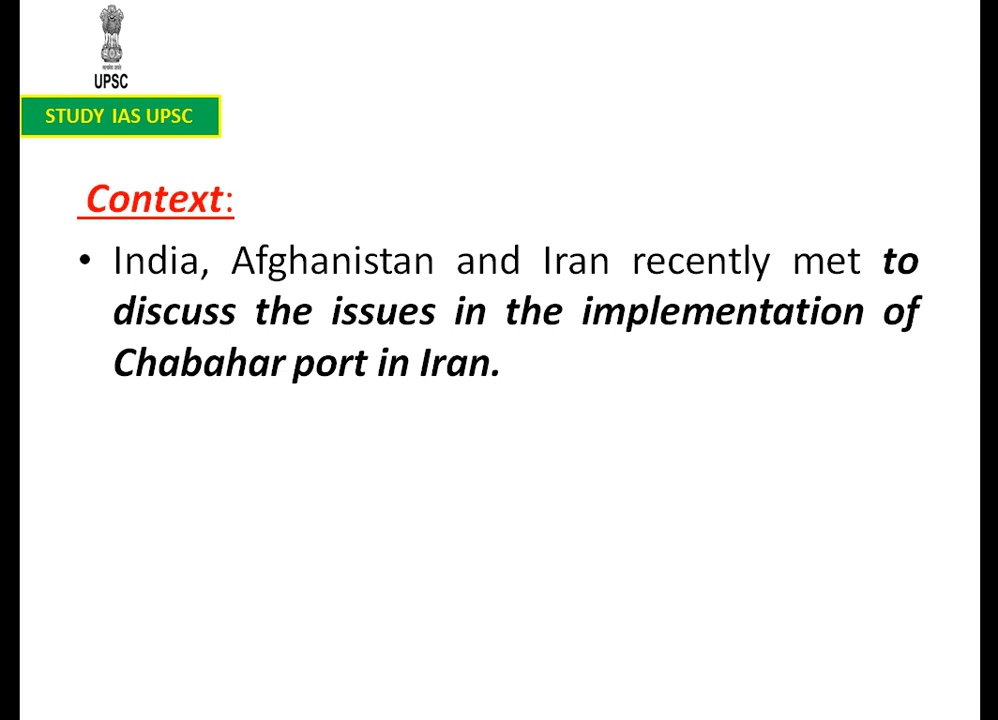 UPSC
STUDY IAS UPSC
Context:
• India, Afghanistan and Iran recently met to
discuss the issues in the implementation of
Chabahar port in Iran.